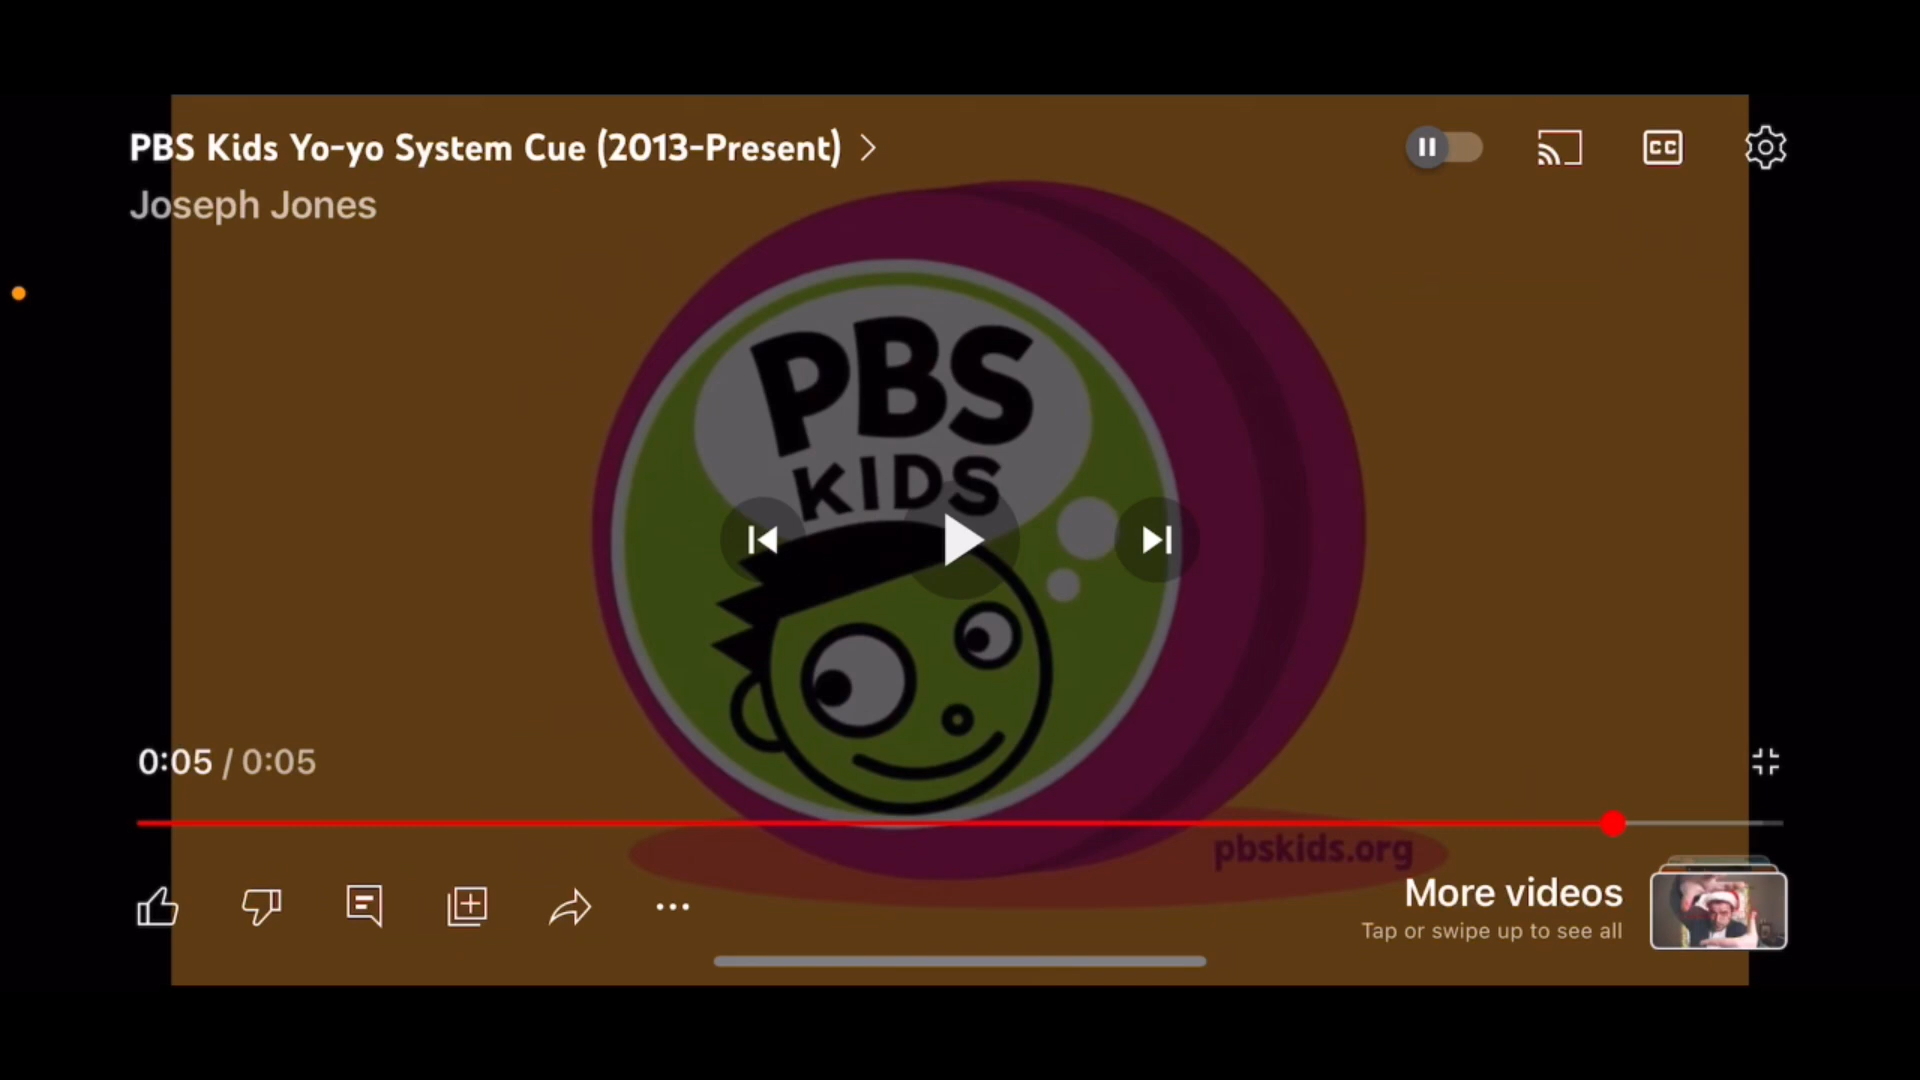 PBS Kids Yo-yo System Cue (2013-Present)
CC
Joseph Jones
PBS
KIDS
0:05 / 0:05
pbskids.org
More videos
Tap or swipe up to see all